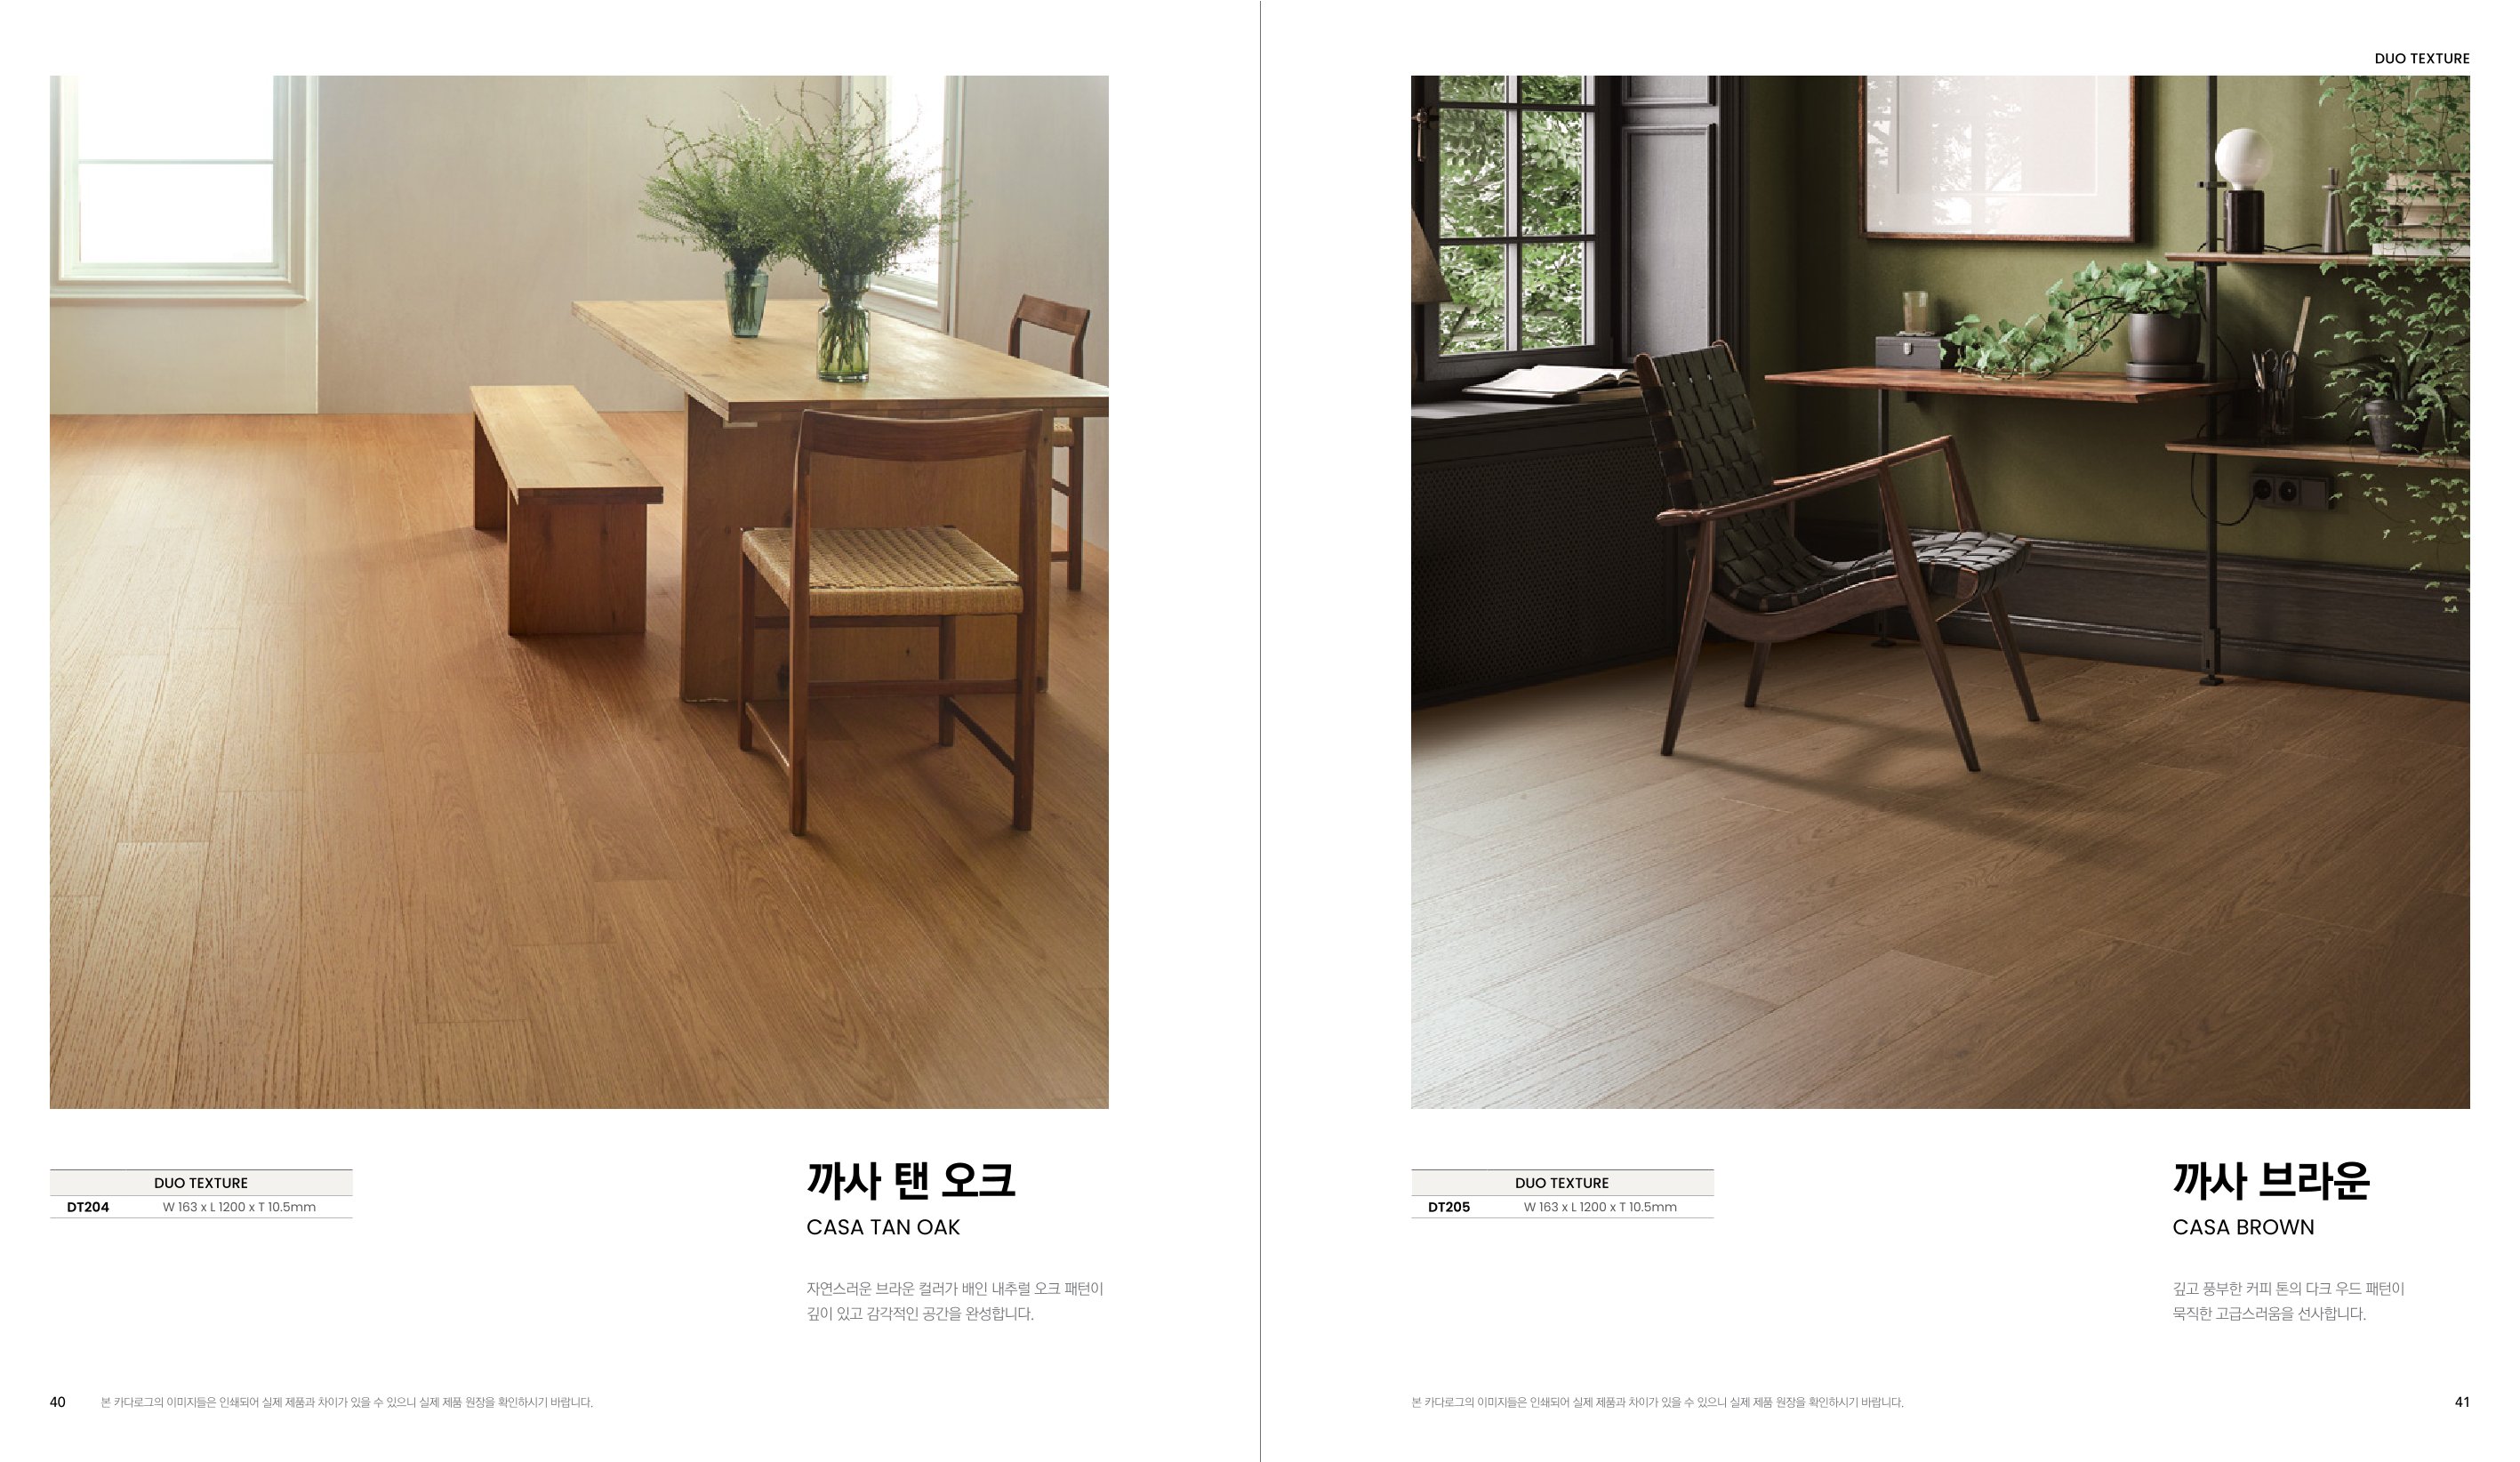 DUO TEXTURE
DT204 W 163 x L 1200 x T 10.5mm
까사 탠 오크
CASA TAN OAK
자연스러운 브라운 컬러가 배인 내추럴 오크 패턴이
깊이 있고 감각적인 공간을 완성합니다.
40 본 카다로그의 이미지들은 인쇄되어 실제 제품과 차이가 있을 수 있으니 실제 제품 원장을 확인하시기 바랍니다.
DUO TEXTURE
DUO TEXTURE
DT205 W 163 x L 1200 x T 10.5mm
까사 브라운
CASA BROWN
깊고 풍부한 커피 톤의 다크 우드 패턴이
묵직한 고급스러움을 선사합니다.
본 카다로그의 이미지들은 인쇄되어 실제 제품과 차이가 있을 수 있으니 실제 제품 원장을 확인하시기 바랍니다. 41